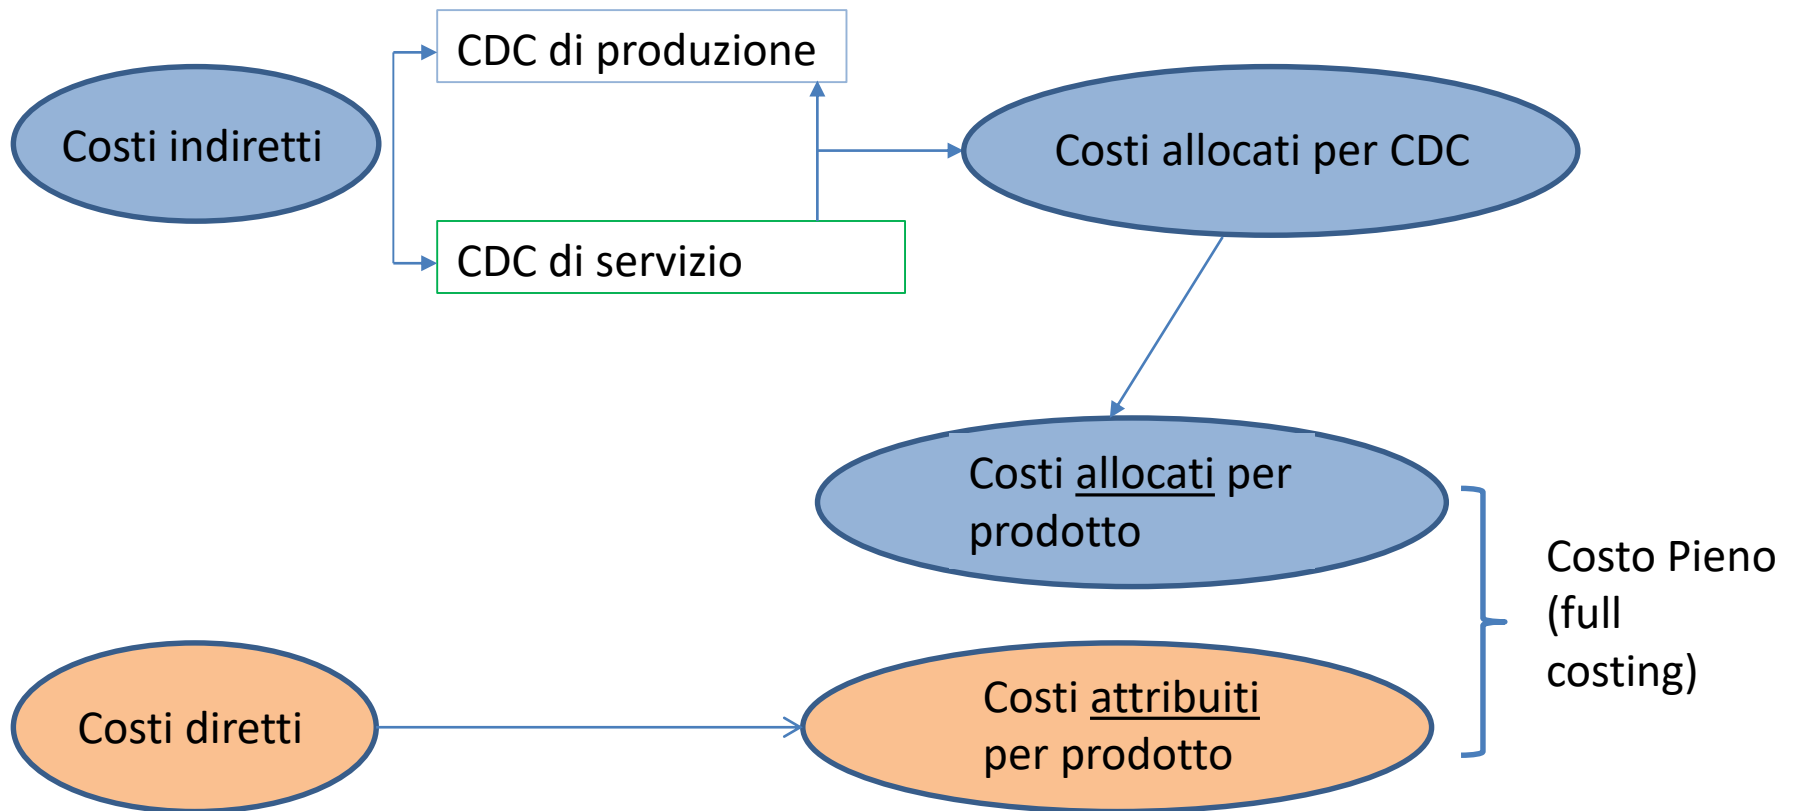 CDC di produzione
Costi indiretti
Costi allocati per CDC
CDC di servizio
Costi allocati per
prodotto
Costo Pieno
(full
costing)
Costi diretti
Costi attribuiti
per prodotto